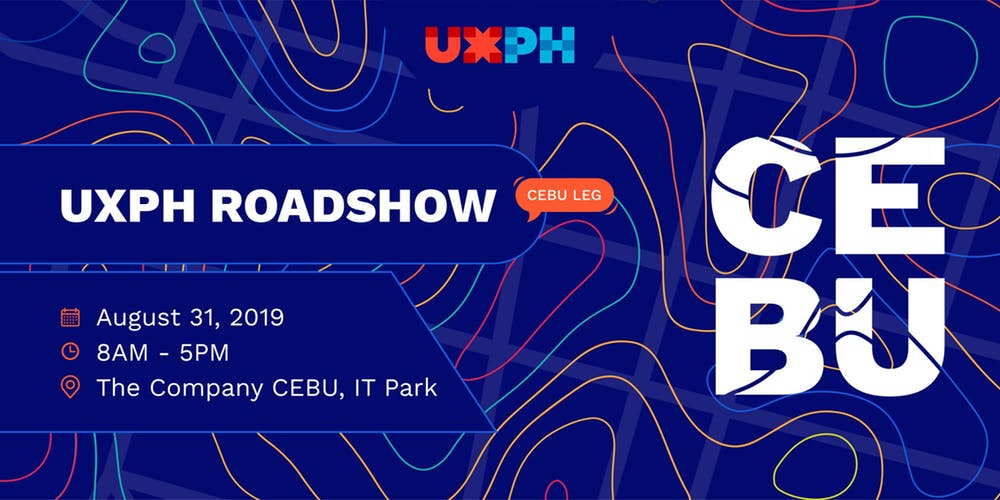 UXPH
UXPH ROADSHOW
CEBU LEG
August 31, 2019
8AM - 5PM
The Company CEBU, IT Park
CE
BU